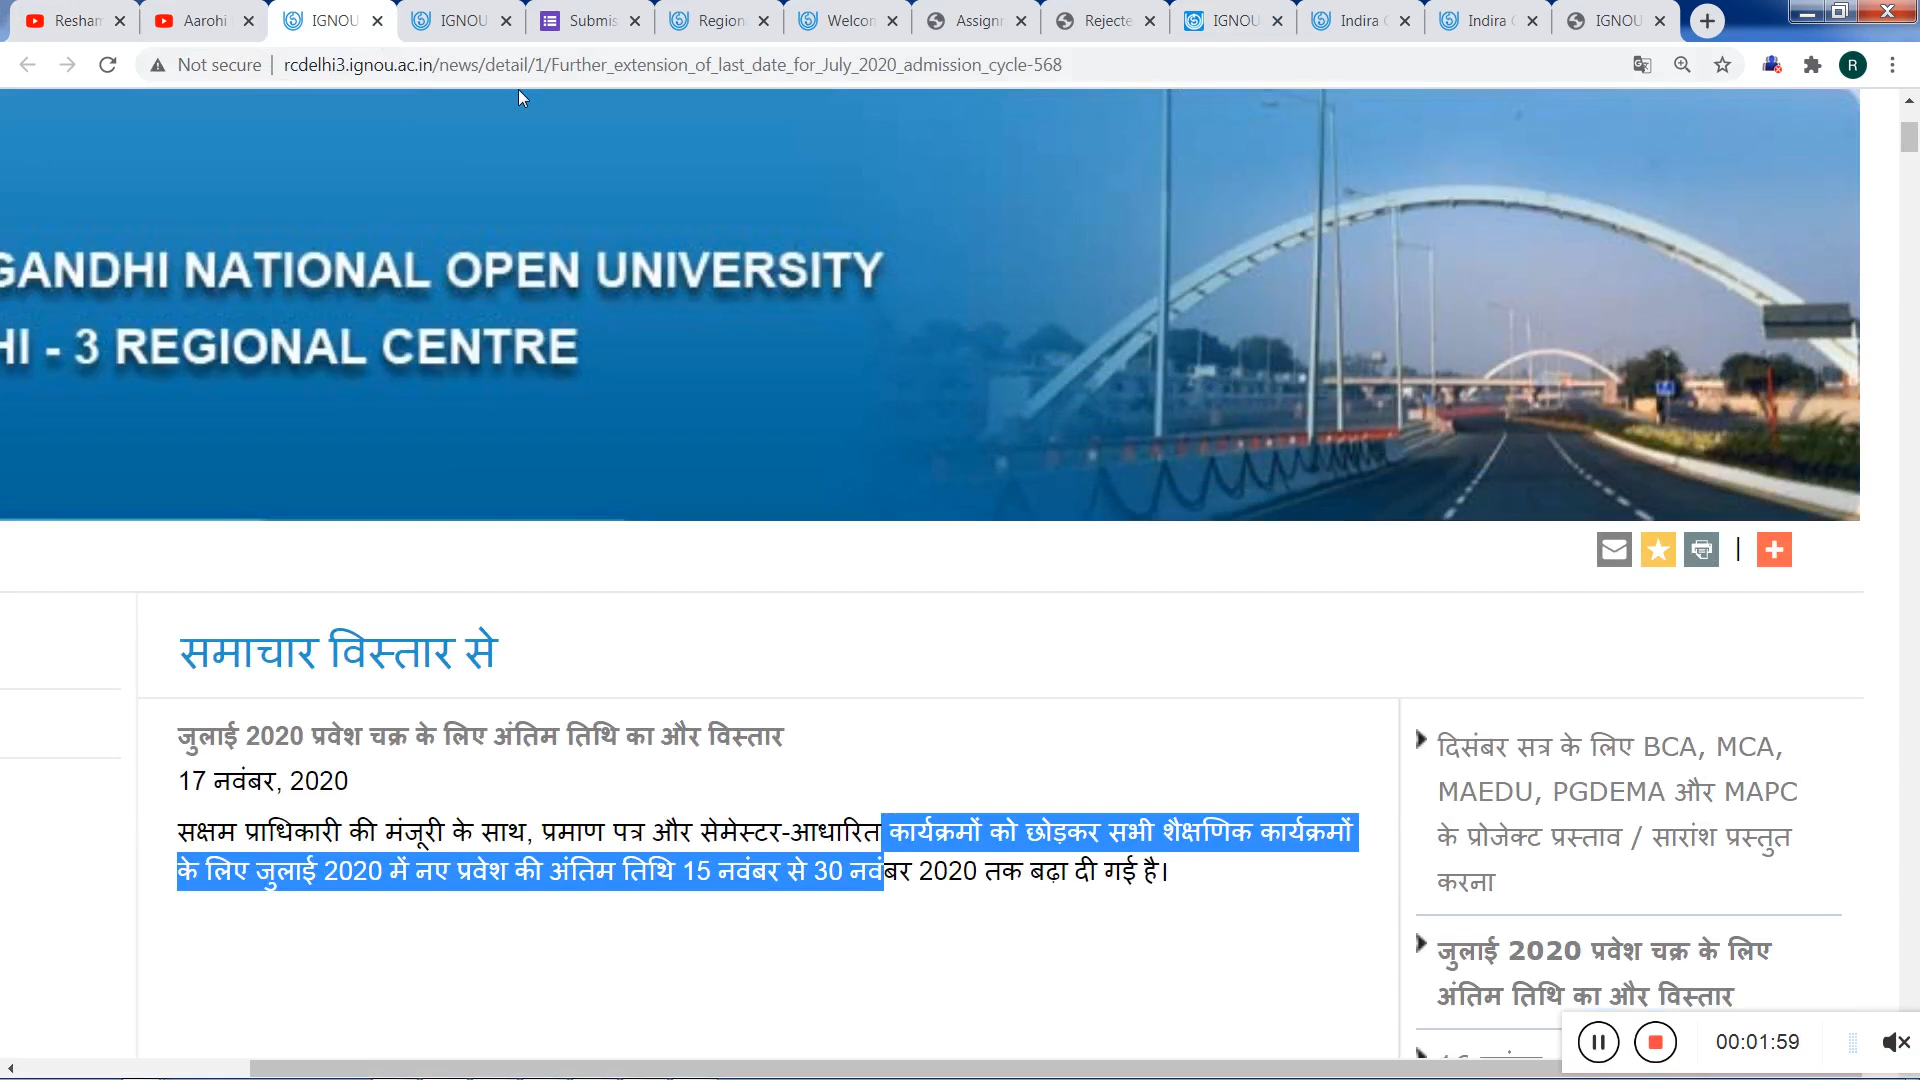 Resham
Aarohi
IGNOU
IGNOU
Submis
Region
Welcon
Assignr
Rejecte
IGNOU
Indira
Indira
IGNOU
Not secure
rcdelhi3.ignou.ac.in/news/detail/1/Further_extension_of_last_date_for_July_2020_admission_cycle-568
R
GANDHI NATIONAL OPEN UNIVERSITY
HI - 3 REGIONAL CENTRE
समाचार विस्तार से
जुलाई 2020 प्रवेश चक्र के लिए अंतिम तिथि का और विस्तार
17 नवंबर, 2020
सक्षम प्राधिकारी की मंजूरी के साथ, प्रमाण पत्र और सेमेस्टर-आधारित कार्यक्रमों को छोड़कर सभी शैक्षणिक कार्यक्रमों
के लिए जुलाई 2020 में नए प्रवेश की अंतिम तिथि 15 नवंबर से 30 नवंबर 2020 तक बढ़ा दी गई है।
दिसंबर सत्र के लिए BCA, MCA,
MAEDU, PGDEMA और MAPC
के प्रोजेक्ट प्रस्ताव / सारांश प्रस्तुत
करना
जुलाई 2020 प्रवेश चक्र के लिए
अंतिम तिथि का और विस्तार
00:01:59